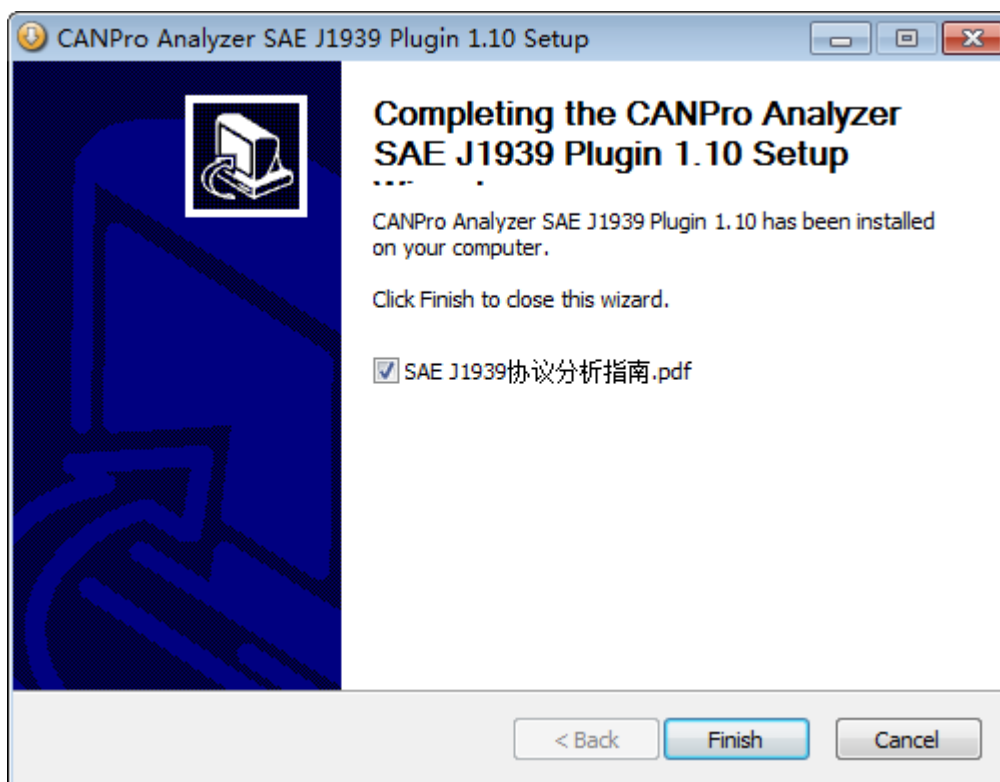 CANPro Analyzer SAE J1939 Plugin 1.10 Setup
Completing the CANPro Analyzer
SAE J1939 Plugin 1.10 Setup
CANPro Analyzer SAE J1939 Plugin 1.10 has been installed
on your computer.
Click Finish to close this wizard.
SAE J1939协议分析指南.pdf
< Back
Finish
Cancel